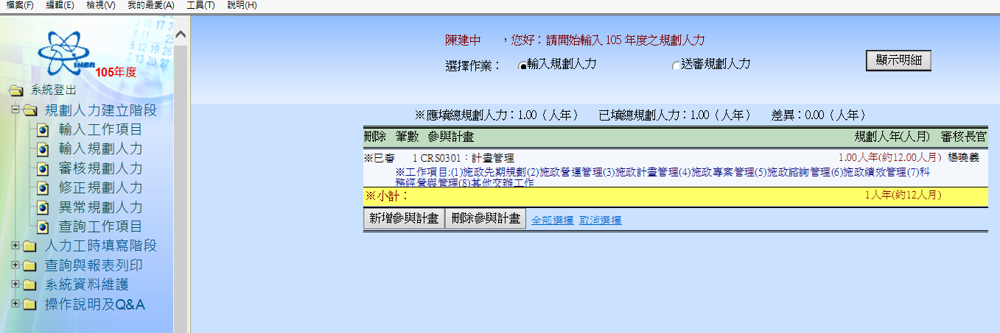 檔案(F) 編輯(E) 檢視(V) 我的最愛(A) 工具(T) 說明(H)
INER
105年度
系統登出
規劃人力建立階段
輸入工作項目
輸入規劃人力
審核規劃人力
修正規劃人力
異常規劃人力
查詢工作項目
人力工時填寫階段
查詢與報表列印
系統資料維護
操作說明及Q&A
陳建中 ，您好：請開始輸入 105 年度之規劃人力
選擇作業： 輸入規劃人力 送審規劃人力 顯示明細
※應填總規劃人力：1.00（人年） 已填總規劃人力：1.00（人年） 差異：0.00（人年）
刪除 筆數 參與計畫 規劃人年(人月) 審核長官
※已審 1 CRS0301：計畫管理 1.00人年(約12.00人月) 楊曉義
※工作項目:(1)施政先期規劃(2)施政營運管理(3)施政計畫管理(4)施政專案管理(5)施政諮詢管理(6)施政績效管理(7)科
務經營與管理(8)其他交辦工作
※小計： 1人年(約12人月)
新增參與計畫 刪除參與計畫 全部選擇 取消選擇